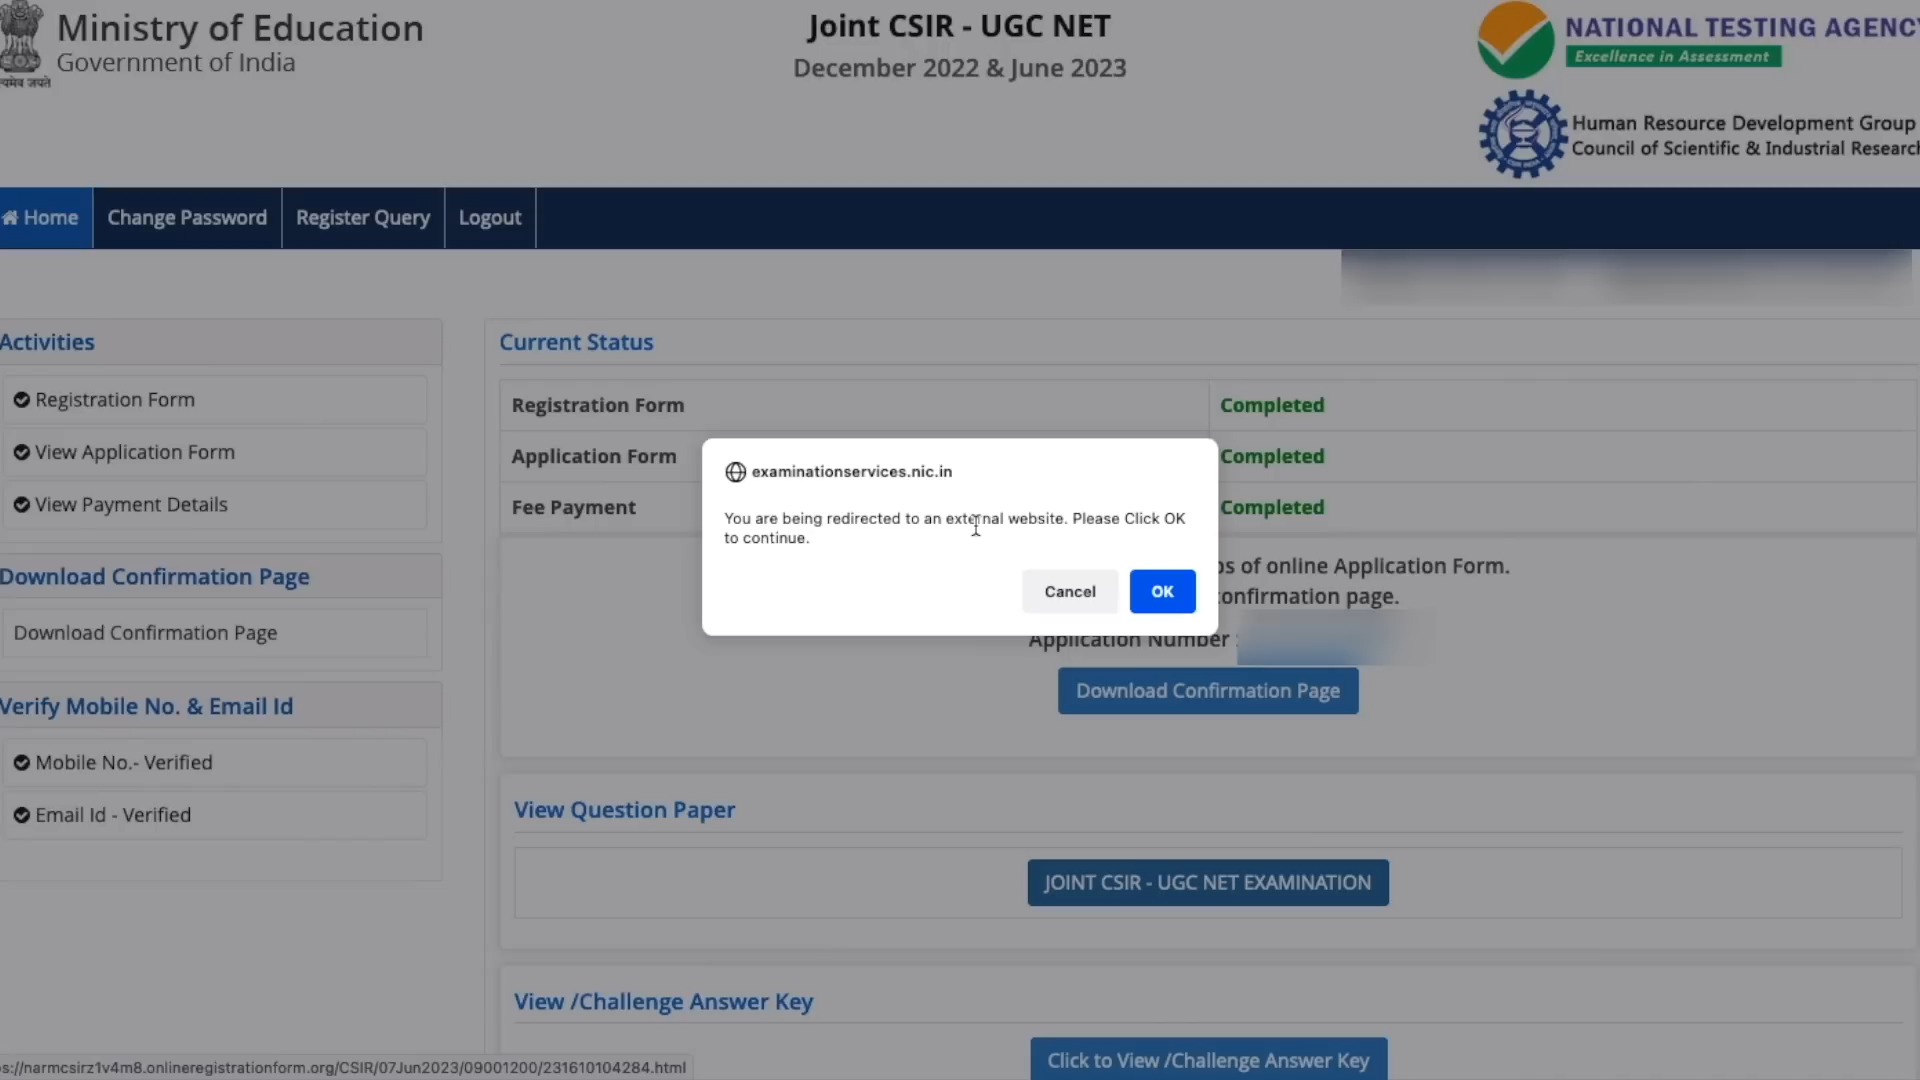 Ministry of Education
Government of India
सत्यमेव जयते
Joint CSIR - UGC NET
December 2022 & June 2023
NATIONAL TESTING AGENCY
Excellence in Assessment
Human Resource Development Group
Council of Scientific & Industrial Research
Home
Change Password
Register Query
Logout
Activities
Registration Form
View Application Form
View Payment Details
Download Confirmation Page
Download Confirmation Page
Verify Mobile No. & Email Id
Mobile No.- Verified
Email Id - Verified
Current Status
Registration Form Completed
Application Form Completed
Fee Payment Completed
examinationservices.nic.in
You are being redirected to an external website. Please Click OK
to continue.
Cancel OK
of online Application Form.
confirmation page.
Application Number :
Download Confirmation Page
View Question Paper
JOINT CSIR - UGC NET EXAMINATION
View /Challenge Answer Key
Click to View /Challenge Answer Key
s://narmcsirz1v4m8.onlineregistrationform.org/CSIR/07Jun2023/09001200/231610104284.html